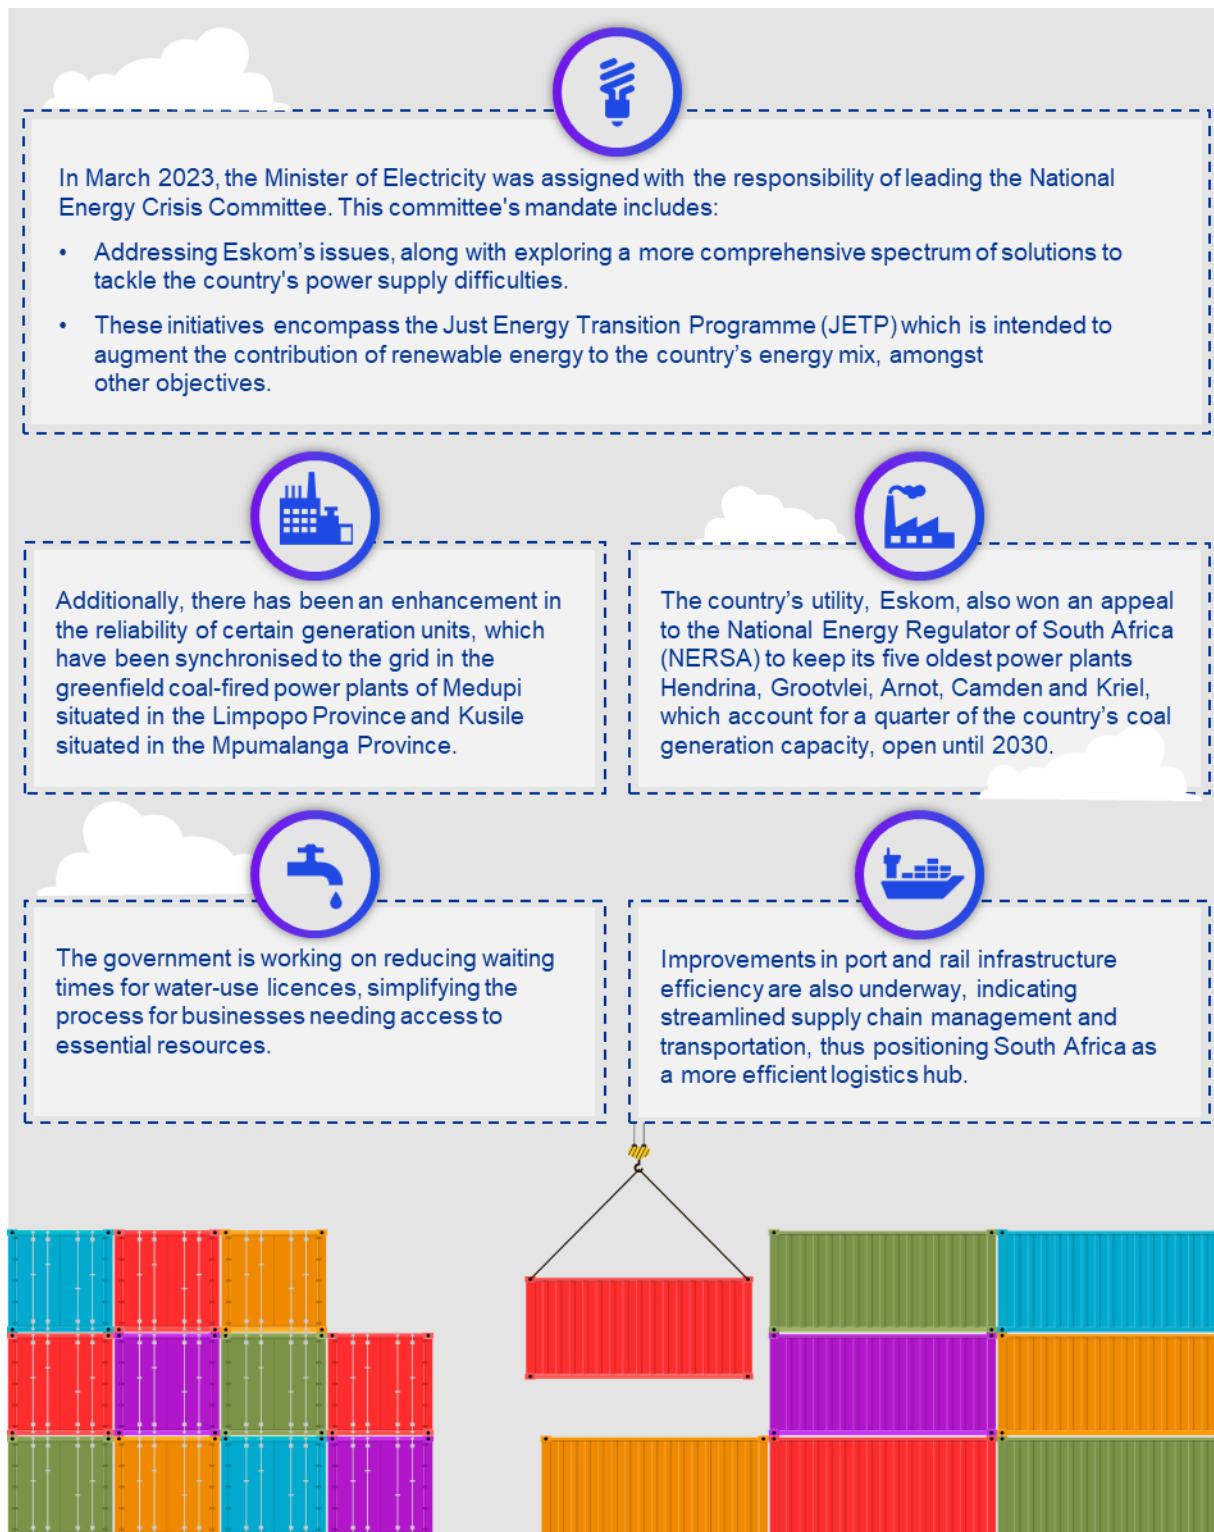 In March 2023, the Minister of Electricity was assigned with the responsibility of leading the National
Energy Crisis Committee. This committee's mandate includes:
• Addressing Eskom’s issues, along with exploring a more comprehensive spectrum of solutions to
tackle the country's power supply difficulties.
• These initiatives encompass the Just Energy Transition Programme (JETP) which is intended to
augment the contribution of renewable energy to the country’s energy mix, amongst
other objectives.
Additionally, there has been an enhancement in
the reliability of certain generation units, which
have been synchronised to the grid in the
greenfield coal-fired power plants of Medupi
situated in the Limpopo Province and Kusile
situated in the Mpumalanga Province.
The country’s utility, Eskom, also won an appeal
to the National Energy Regulator of South Africa
(NERSA) to keep its five oldest power plants
Hendrina, Grootvlei, Arnot, Camden and Kriel,
which account for a quarter of the country’s coal
generation capacity, open until 2030.
The government is working on reducing waiting
times for water-use licences, simplifying the
process for businesses needing access to
essential resources.
Improvements in port and rail infrastructure
efficiency are also underway, indicating
streamlined supply chain management and
transportation, thus positioning South Africa as
a more efficient logistics hub.